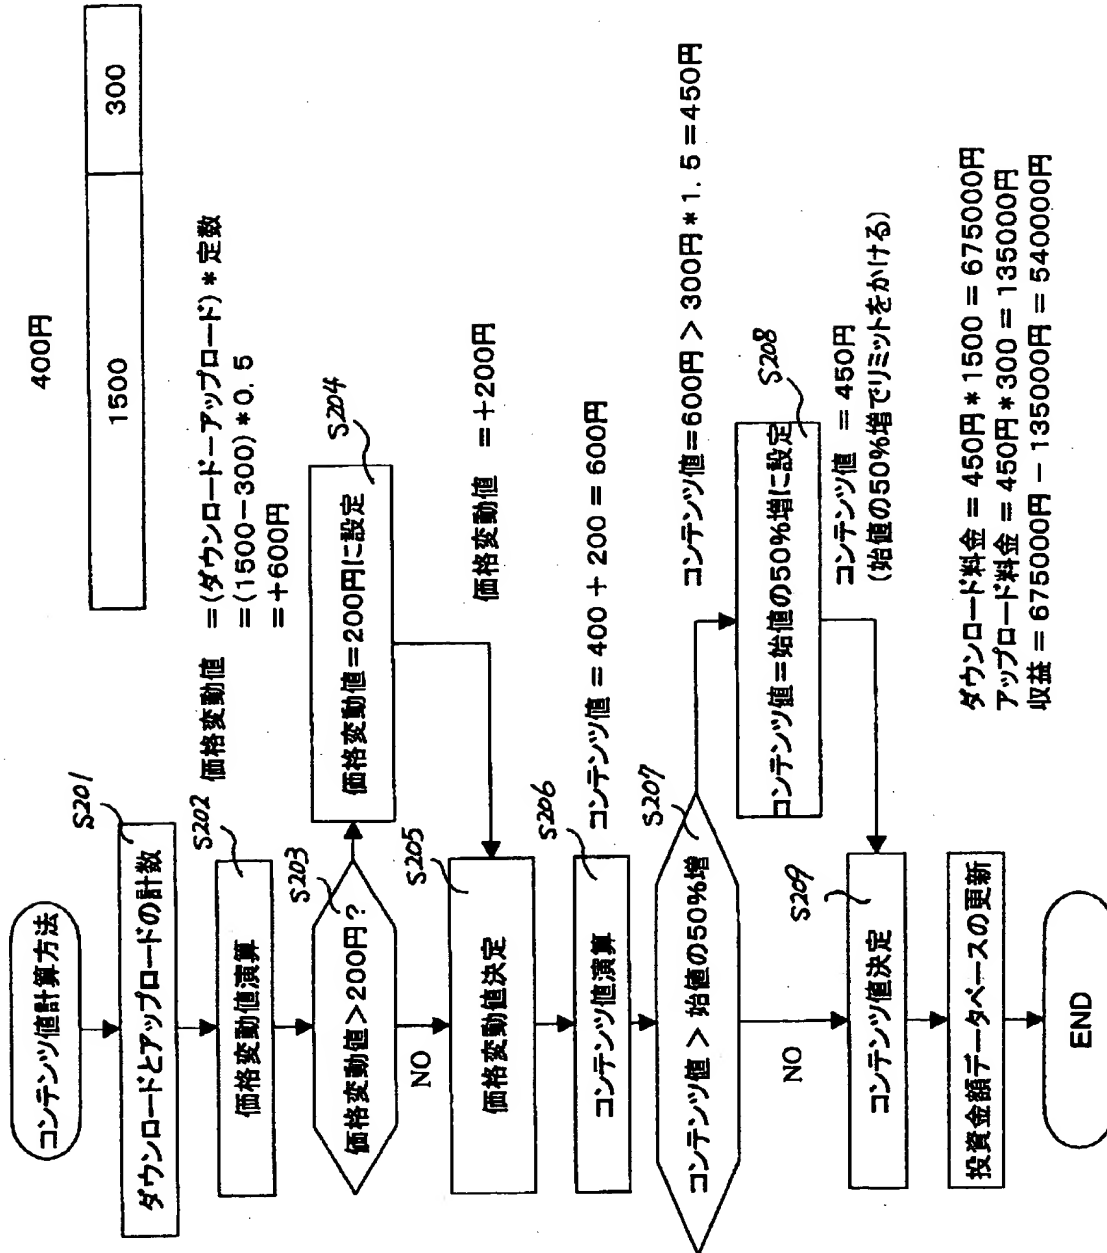 400円
1500
300
コンテンツ値計算方法
S201
ダウンロードとアップロードの計数
S202
価格変動値演算
価格変動値 =(ダウンロードーアップロード)*定数
=(1500-300)*0.5
=+600円
S203
価格変動値>200円?
S204
価格変動値=200円に設定
NO
S205
価格変動値決定
価格変動値 =+200円
S206
コンテンツ値演算
コンテンツ値 = 400 + 200 = 600円
S207
コンテンツ値 > 始値の50%増
コンテンツ値=600円 > 300円*1.5 =450円
S208
コンテンツ値=始値の50%増に設定
NO
S209
コンテンツ値決定
コンテンツ値 = 450円
(始値の50%増でリミットをかける)
投資金額データベースの更新
END
ダウンロード料金 = 450円*1500 = 675000円
アップロード料金 = 450円*300 = 135000円
収益 = 675000円 - 135000円 = 540000円